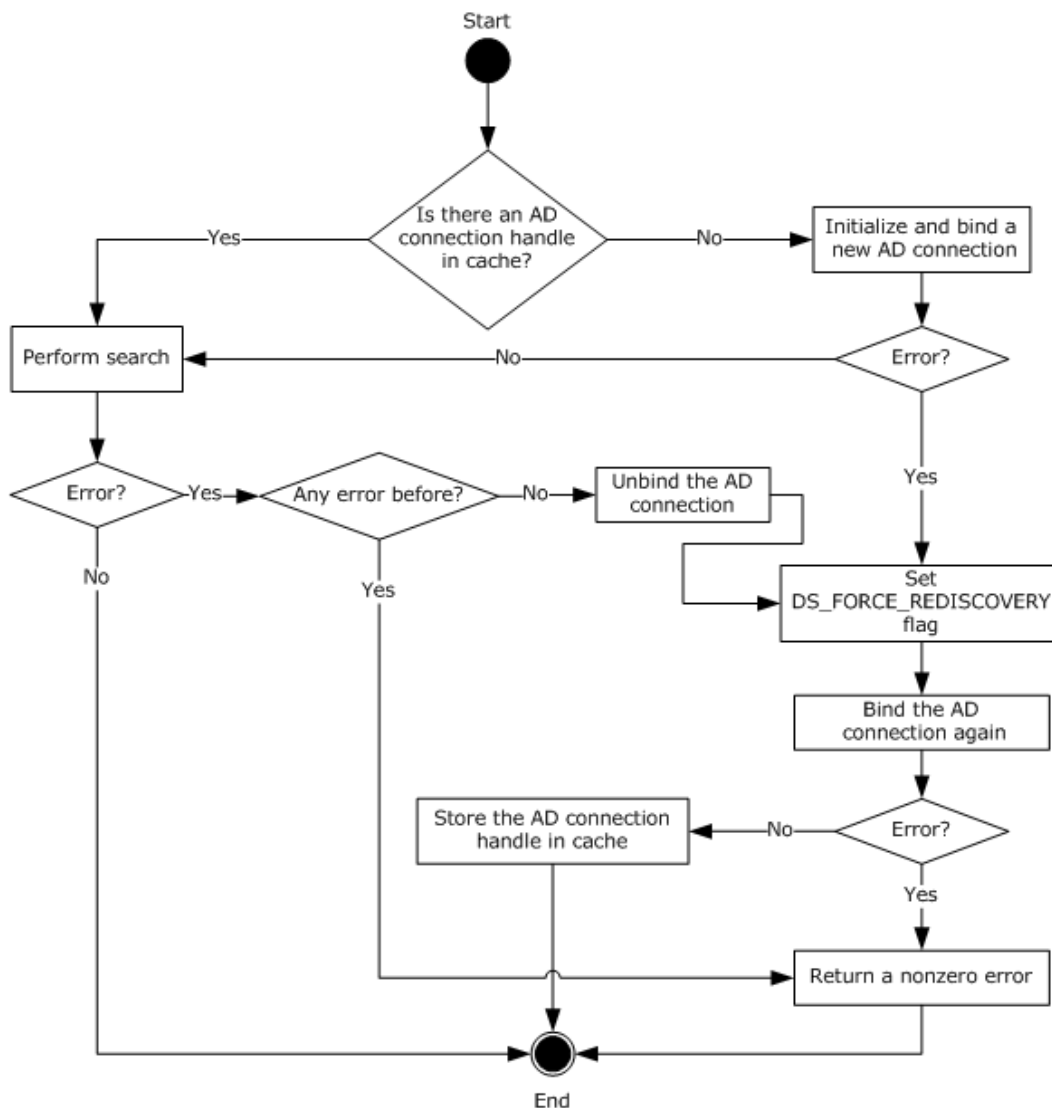 Start
Is there an AD
connection handle
in cache?
Yes
No
Initialize and bind a
new AD connection
Perform search
No
Error?
Yes
Error?
Yes
Any error before?
No
Unbind the AD
connection
No
Yes
Set
DS_FORCE_REDISCOVERY
flag
Bind the AD
connection again
Store the AD connection
handle in cache
No
Error?
Yes
Return a nonzero error
End